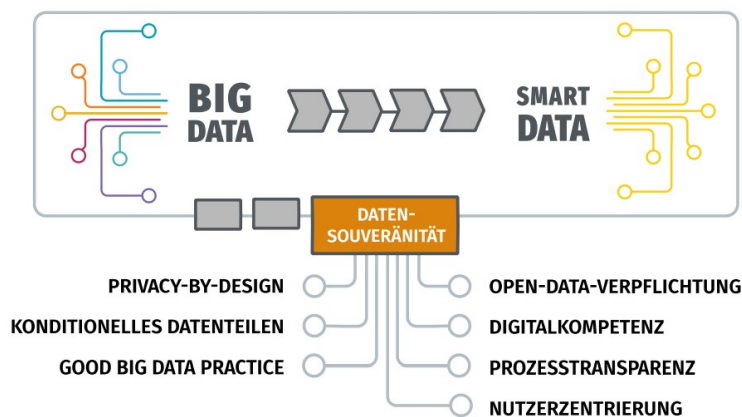 BIG
DATA
SMART
DATA
DATEN-
SOUVERÄNITÄT
PRIVACY-BY-DESIGN
KONDITIONELLES DATENTEILEN
GOOD BIG DATA PRACTICE
OPEN-DATA-VERPFLICHTUNG
DIGITALKOMPETENZ
PROZESSTRANSPARENZ
NUTZERZENTRIERUNG